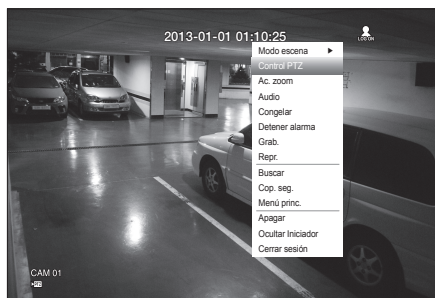 2013-01-01 01:10:25
LOG ON
Modo escena
Control PTZ
Ac. zoom
Audio
Congelar
Detener alarma
Grab.
Repr.
Buscar
Cop. seg.
Menú princ.
Apagar
Ocultar Iniciador
Cerrar sesión
CAM 01